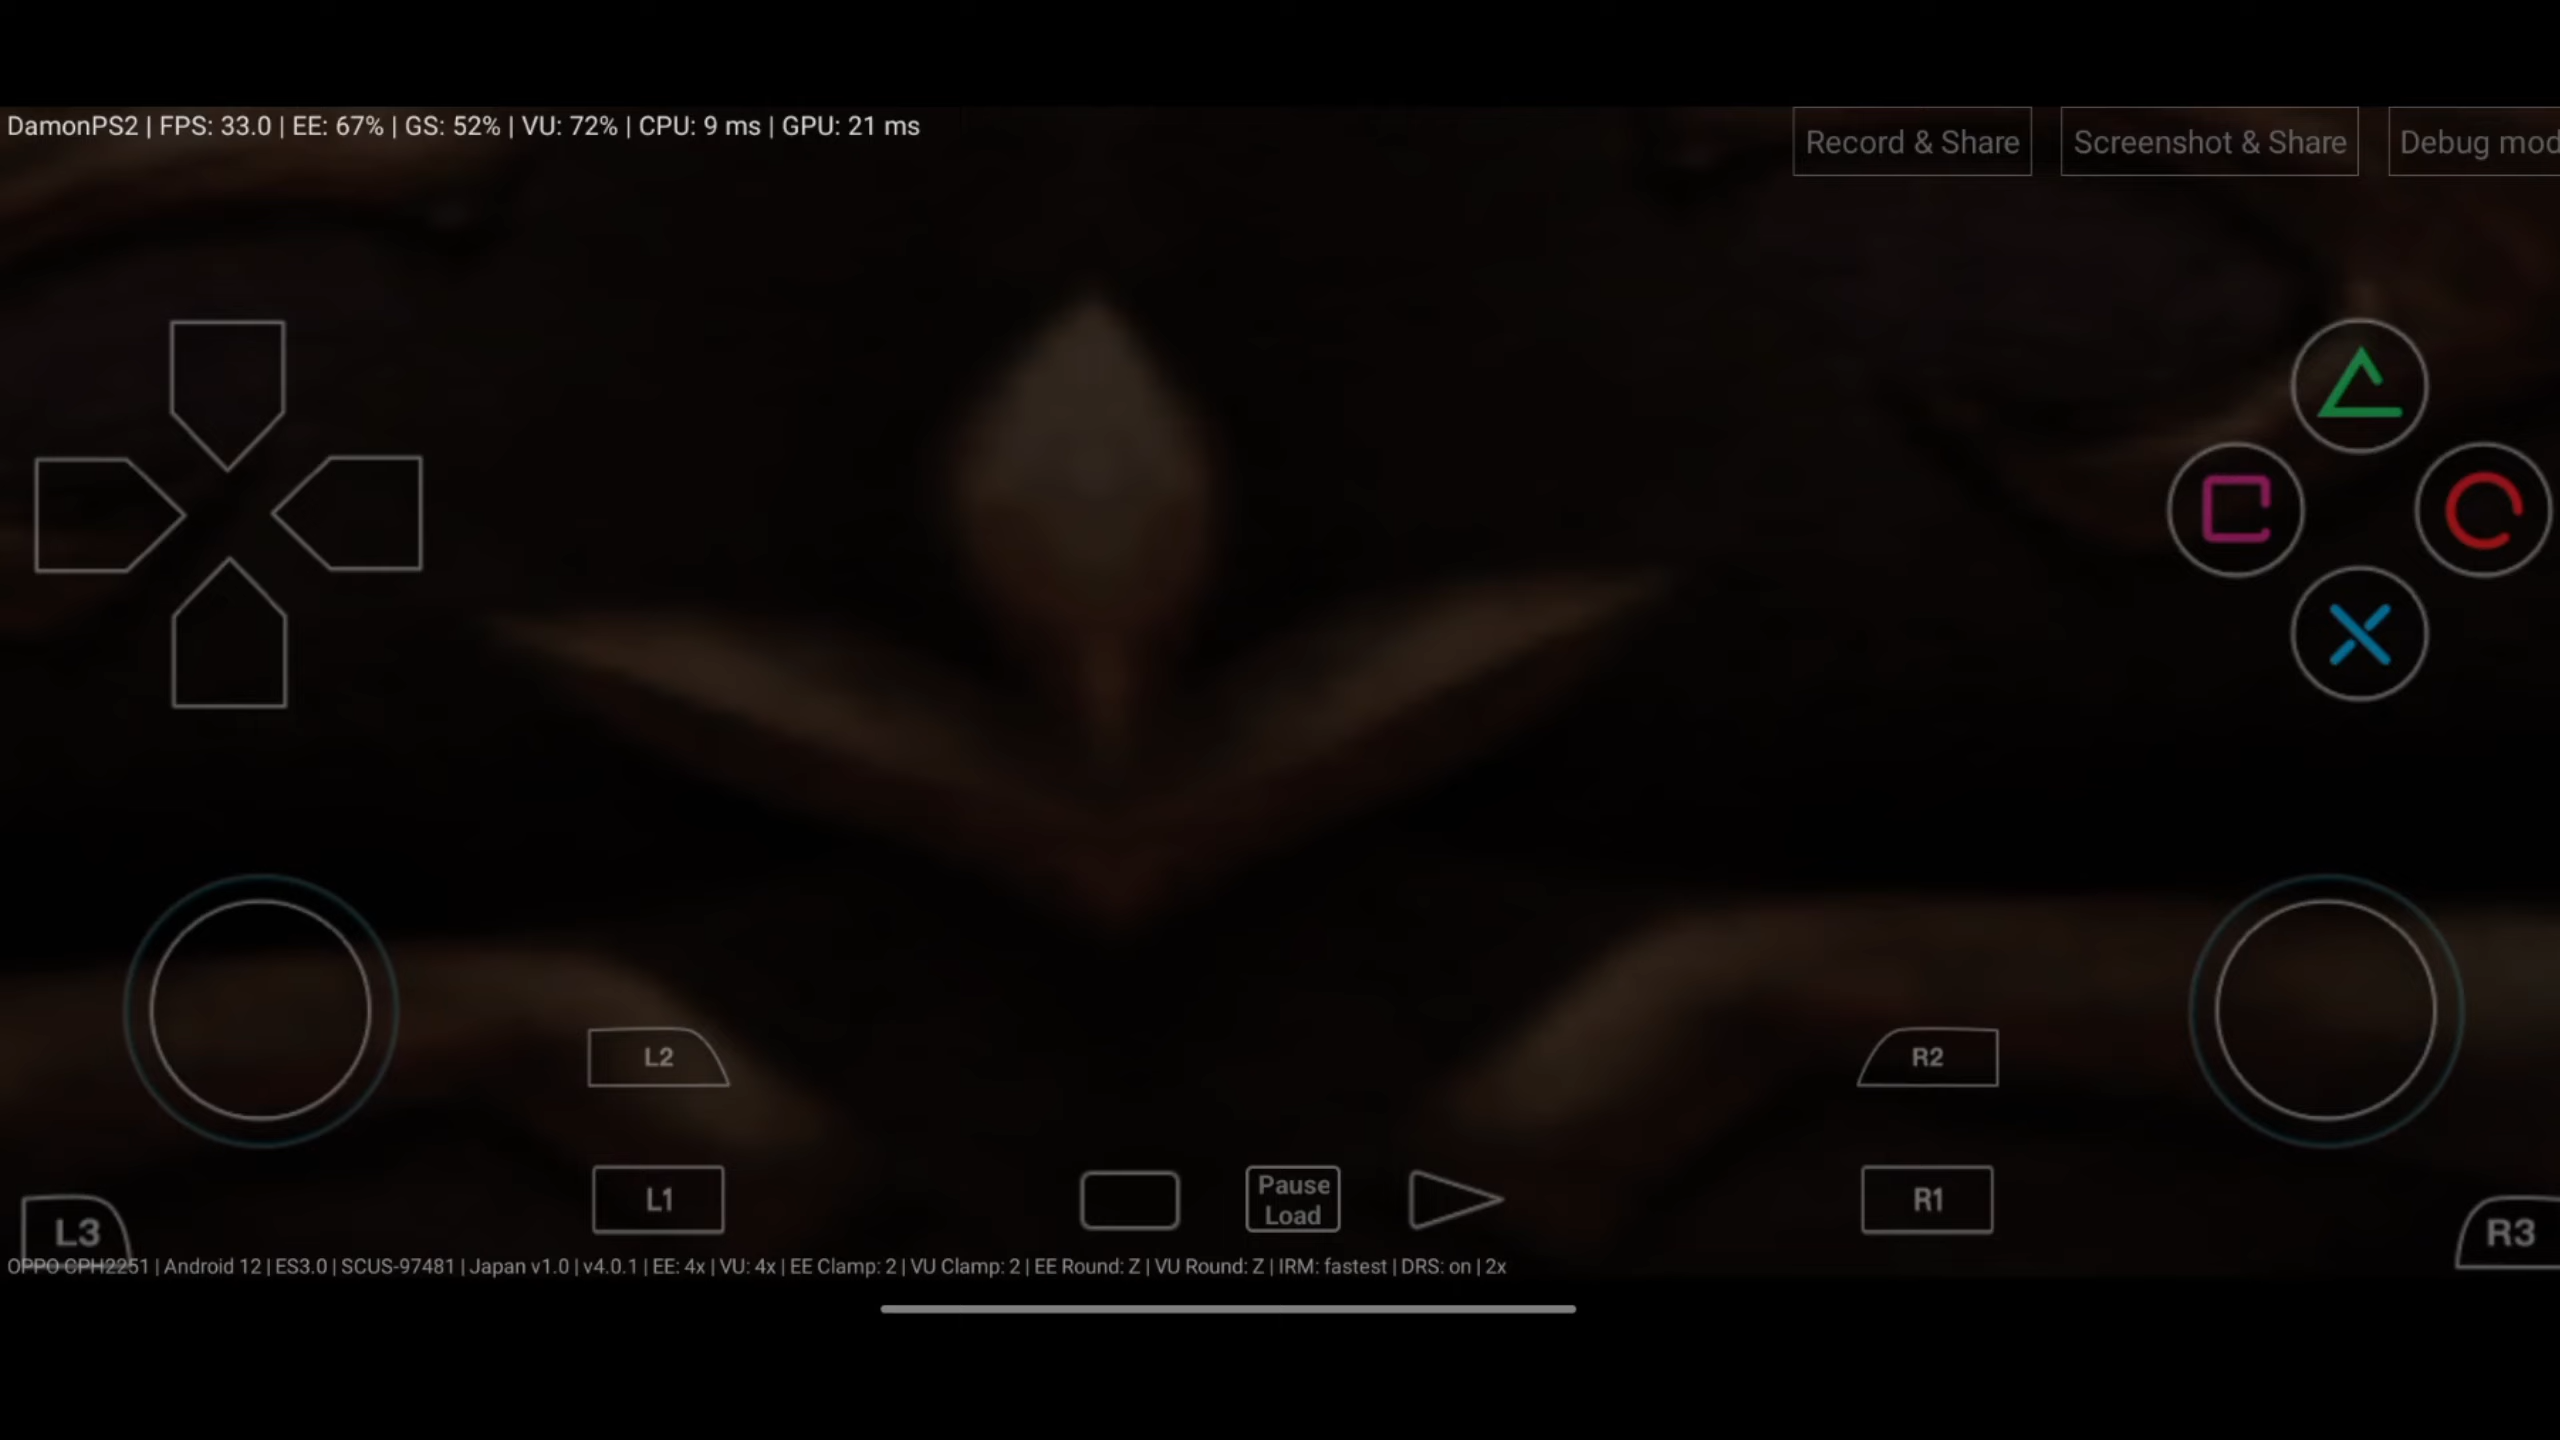 DamonPS2 | FPS: 33.0 | EE: 67% | GS: 52% | VU: 72% | CPU: 9 ms | GPU: 21 ms
Record & Share
Screenshot & Share
Debug mod
L2
R2
L1
Pause
Load
R1
L3
R3
OPPO CPH2251 | Android 12 | ES3.0 | SCUS-97481 | Japan v1.0 | v4.0.1 | EE: 4x | VU: 4x | EE Clamp: 2 | VU Clamp: 2 | EE Round: Z | VU Round: Z | IRM: fastest | DRS: on | 2x